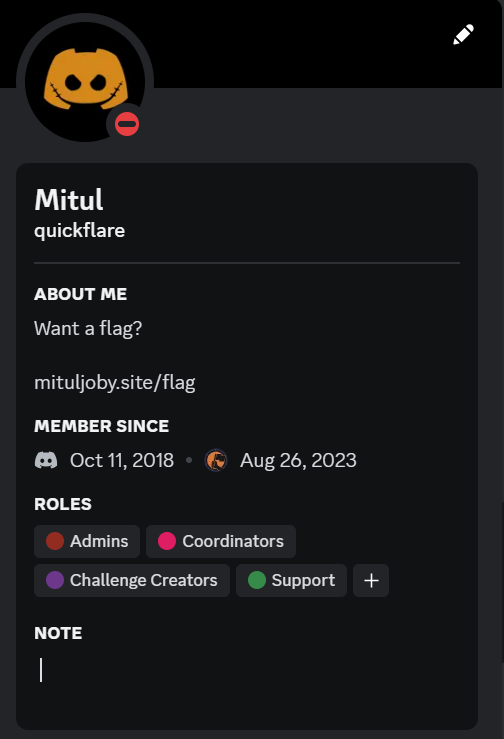 Mitul
quickflare
ABOUT ME
Want a flag?
mituljoby.site/flag
MEMBER SINCE
Oct 11, 2018 • Aug 26, 2023
ROLES
Admins Coordinators
Challenge Creators Support +
NOTE